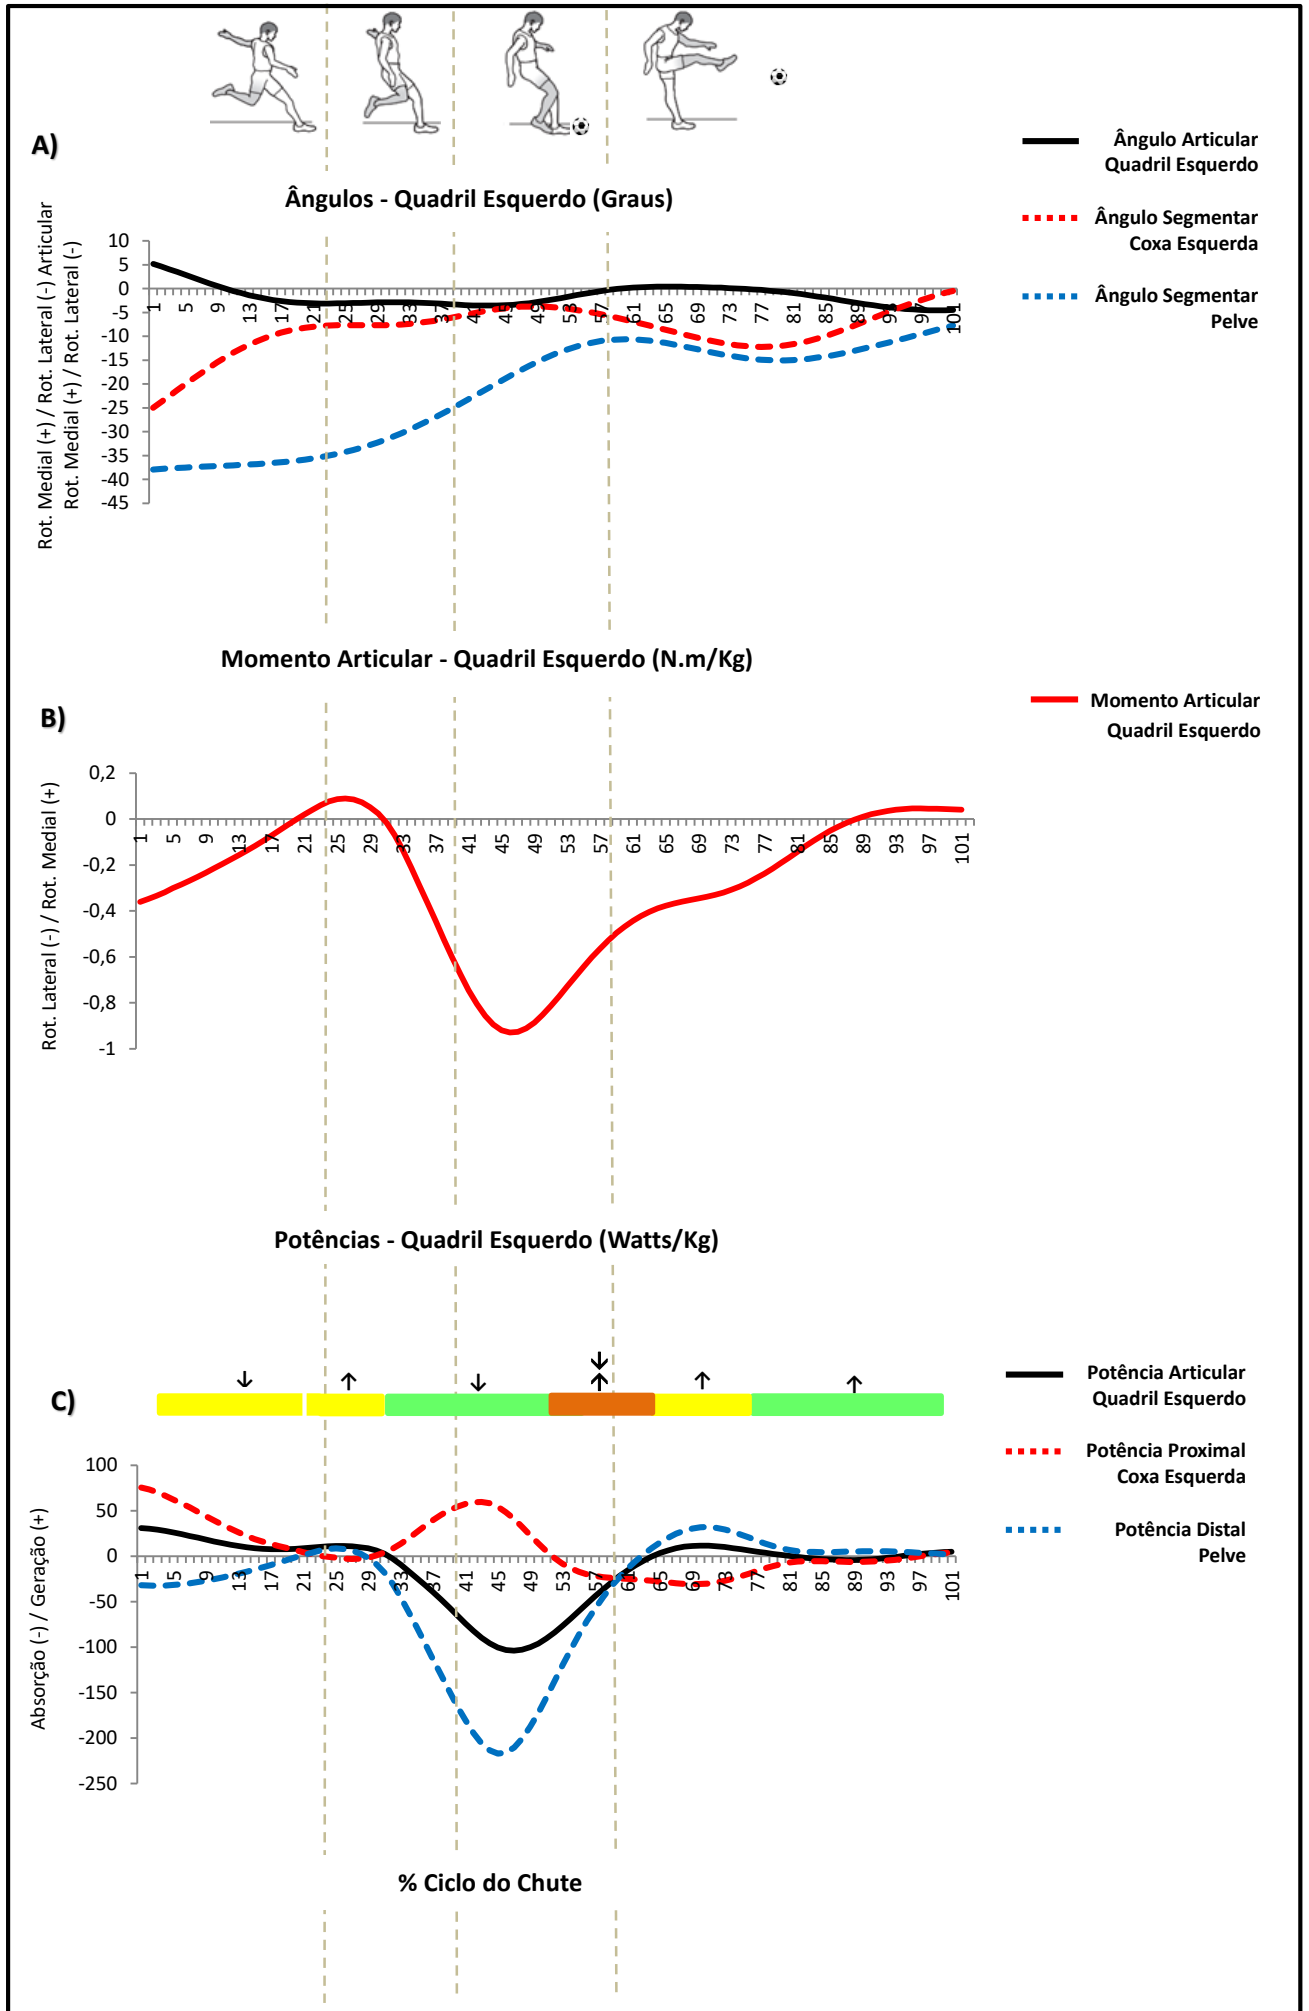 A)
Ângulo Articular
Quadril Esquerdo
Ângulos - Quadril Esquerdo (Graus)
Ângulo Segmentar
Coxa Esquerda
Ângulo Segmentar
Pelve
Rot. Medial (+) / Rot. Lateral (-) Articular
Rot. Medial (+) / Rot. Lateral (-)
10
5
0
-5
-10
-15
-20
-25
-30
-35
-40
-45
1 5 9 13 17 21 25 29 33 37 41 45 49 53 57 61 65 69 73 77 81 85 89 93 97 101
Momento Articular - Quadril Esquerdo (N.m/Kg)
B)
Momento Articular
Quadril Esquerdo
Rot. Lateral (-) / Rot. Medial (+)
0,2
0
-0,2
-0,4
-0,6
-0,8
-1
1 5 9 13 17 21 25 29 33 37 41 45 49 53 57 61 65 69 73 77 81 85 89 93 97 101
Potências - Quadril Esquerdo (Watts/Kg)
C)
Potência Articular
Quadril Esquerdo
Potência Proximal
Coxa Esquerda
Potência Distal
Pelve
Absorção (-) / Geração (+)
100
50
0
-50
-100
-150
-200
-250
1 5 9 13 17 21 25 29 33 37 41 45 49 53 57 61 65 69 73 77 81 85 89 93 97 101
% Ciclo do Chute